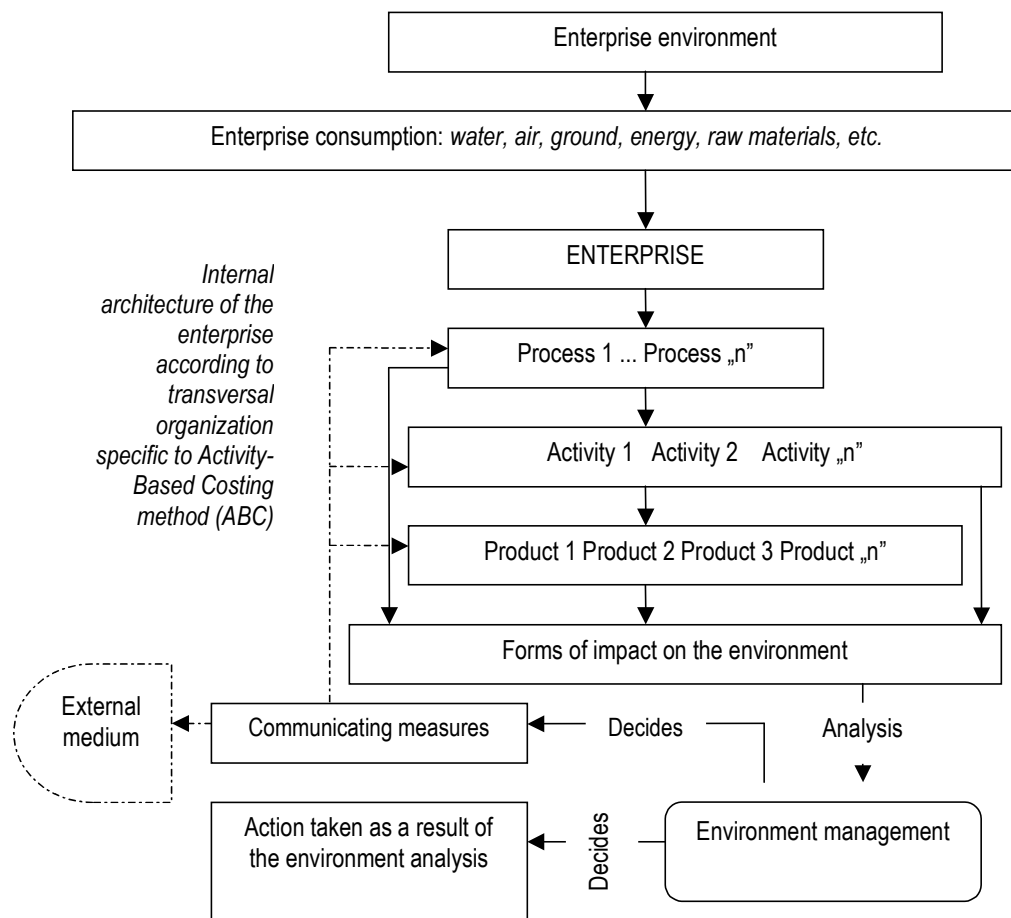 Enterprise environment
Enterprise consumption: water, air, ground, energy, raw materials, etc.
ENTERPRISE
Internal
architecture of the
enterprise
according to
transversal
organization
specific to Activity-
Based Costing
method (ABC)
Process 1 ... Process „n”
Activity 1 Activity 2 Activity „n”
Product 1 Product 2 Product 3 Product „n”
Forms of impact on the environment
External
medium
Communicating measures
Decides
Analysis
Action taken as a result of
the environment analysis
Decides
Environment management